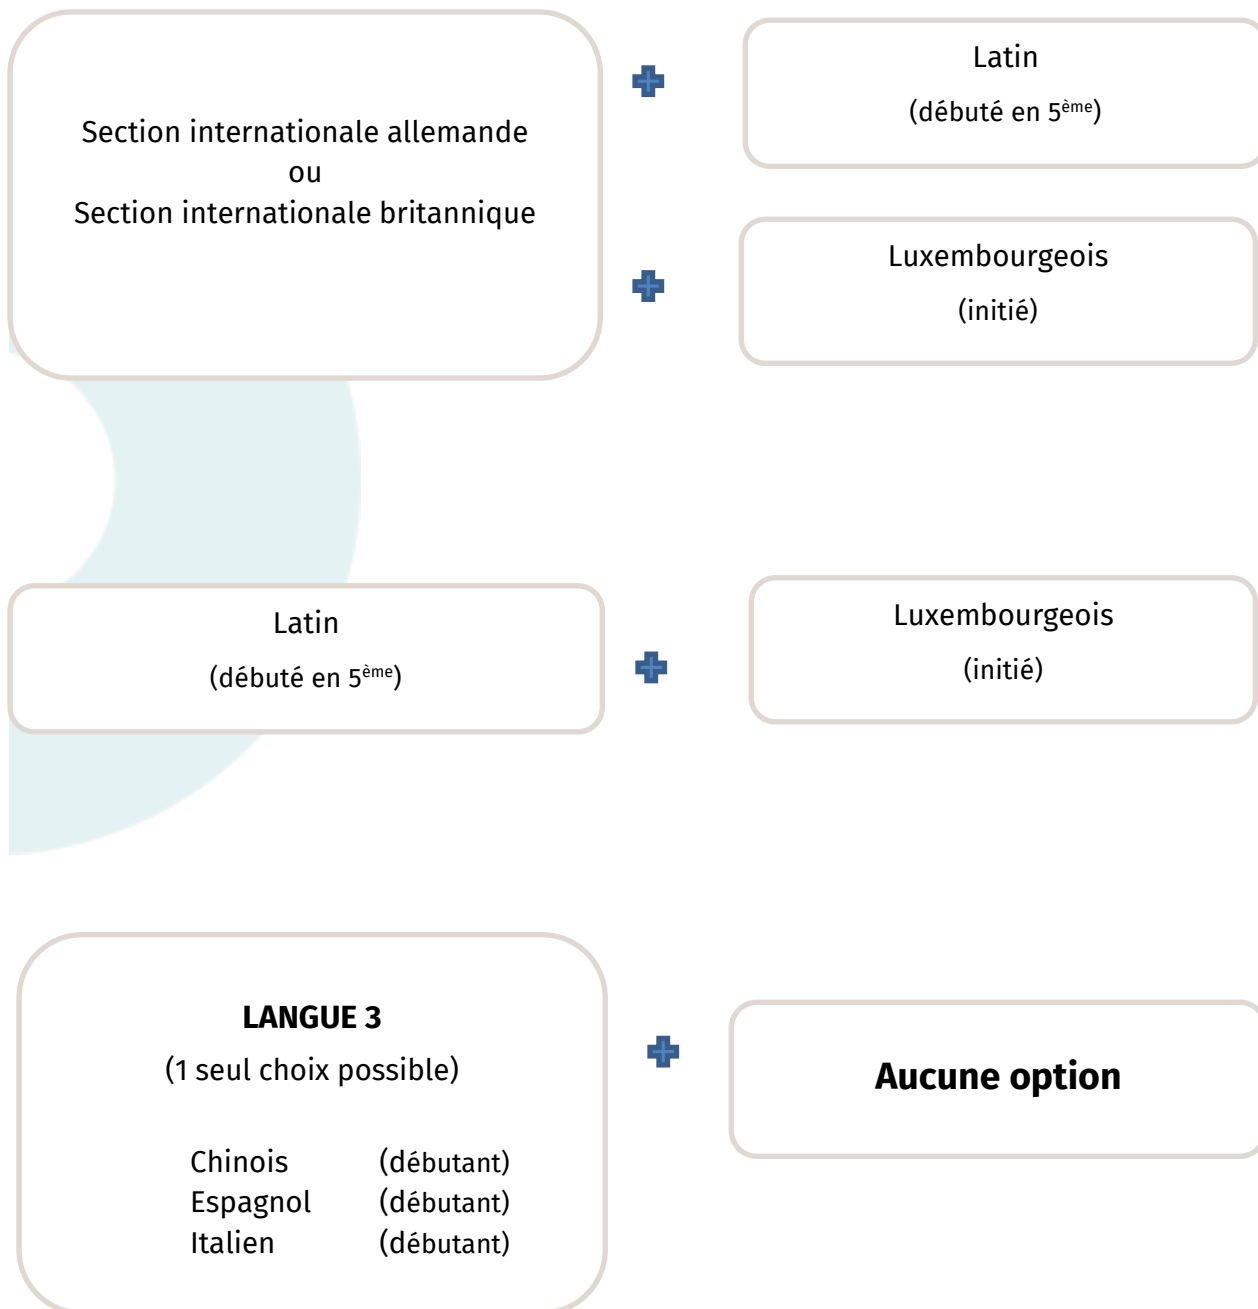 Section internationale allemande
ou
Section internationale britannique
Latin
(débuté en 5ème)
Luxembourgeois
(initié)
Latin
(débuté en 5ème)
Luxembourgeois
(initié)
LANGUE 3
(1 seul choix possible)
Chinois (débutant)
Espagnol (débutant)
Italien (débutant)
Aucune option